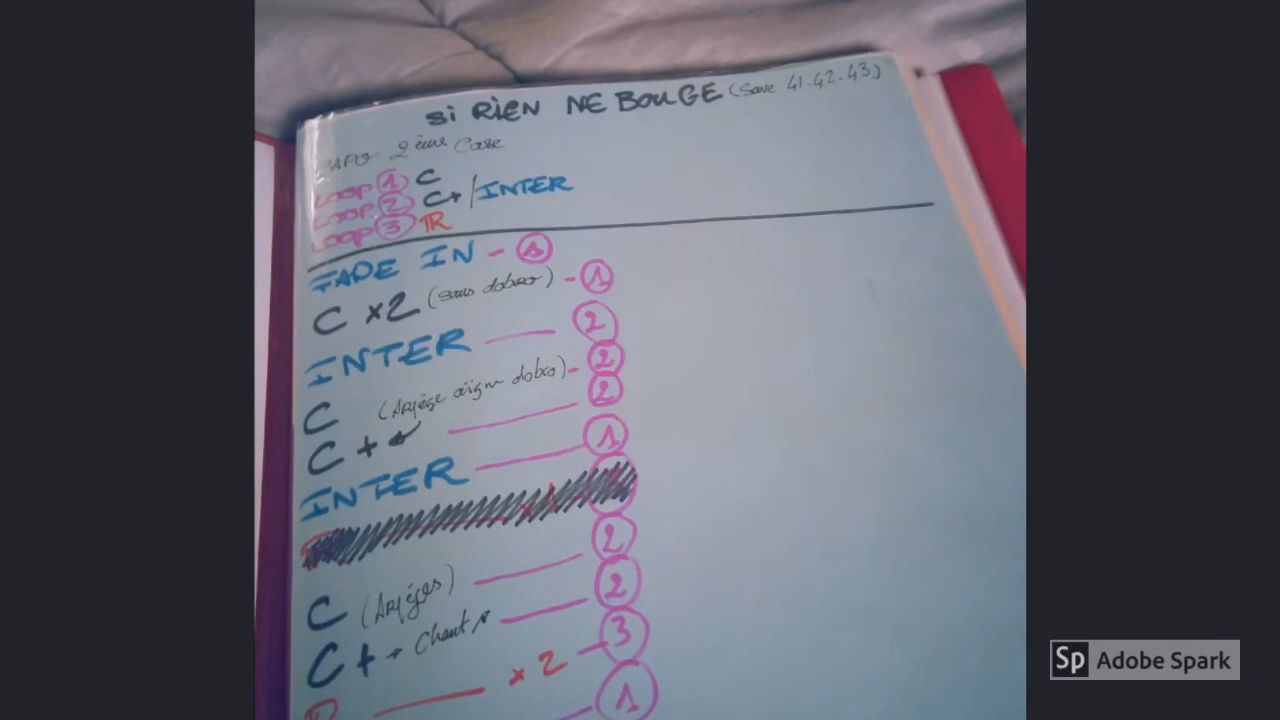 Si RiEN NE BOUGE (Save 41.42.43)
CAPO 2ème Case
LOOP 1 C
LOOP 2 C+/INTER
LOOP 3 TR
FADE IN - 1
C x2 (sans dobro) - 1
INTER 2
C (Arpège dobro) - 2
C + 2
INTER 1
2
C (Arpèges) 2
C + → Chant 3
x 2 - 1
Sp Adobe Spark